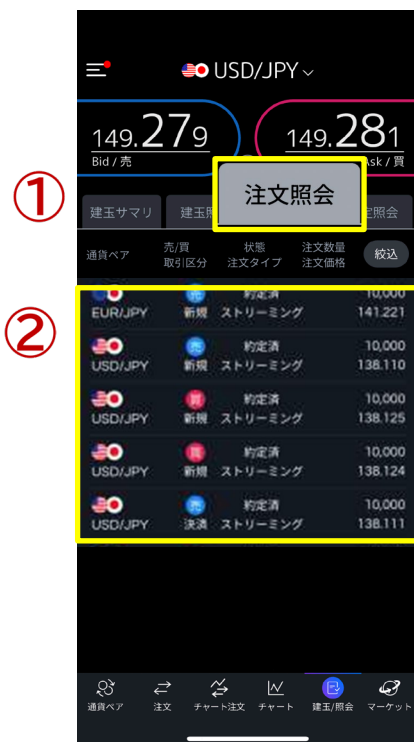 USD/JPY
149.279
149.281
Bid / 売
Ask / 買
①
注文照会
建玉サマリ
通貨ペア
売/買
状態
注文数量
取引区分
注文タイプ
注文価格
絞込
②
売
10,000
EUR/JPY 新規 ストリーミング 141.221
売 約定済 10,000
USD/JPY 新規 ストリーミング 138.110
買 約定済 10,000
USD/JPY 新規 ストリーミング 138.125
買 約定済 10,000
USD/JPY 新規 ストリーミング 138.124
売 約定済 10,000
USD/JPY 決済 ストリーミング 138.111
通貨ペア 注文 チャート注文 チャート 建玉/照会 マーケット